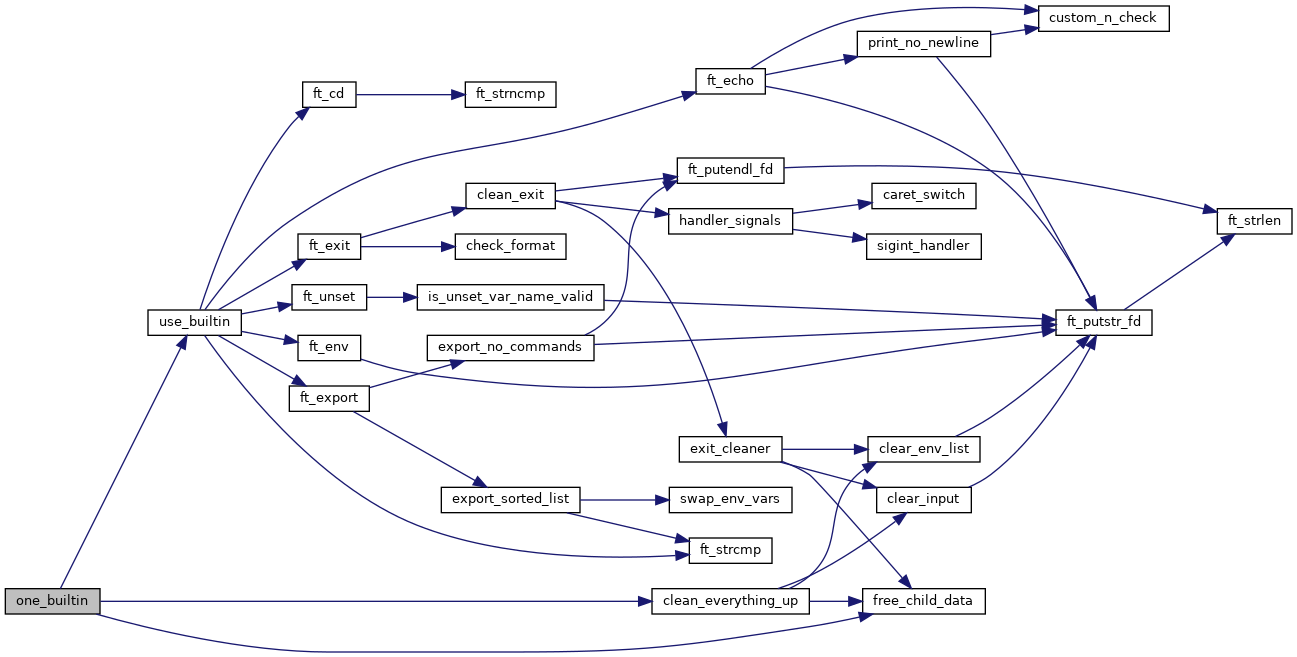 custom_n_check
print_no_newline
ft_echo
ft_cd
ft_strncmp
ft_putendl_fd
clean_exit
caret_switch
handler_signals
ft_strlen
ft_exit
check_format
sigint_handler
ft_unset
is_unset_var_name_valid
use_builtin
ft_putstr_fd
ft_env
export_no_commands
ft_export
exit_cleaner
clear_env_list
export_sorted_list
swap_env_vars
clear_input
ft_strcmp
one_builtin
clean_everything_up
free_child_data